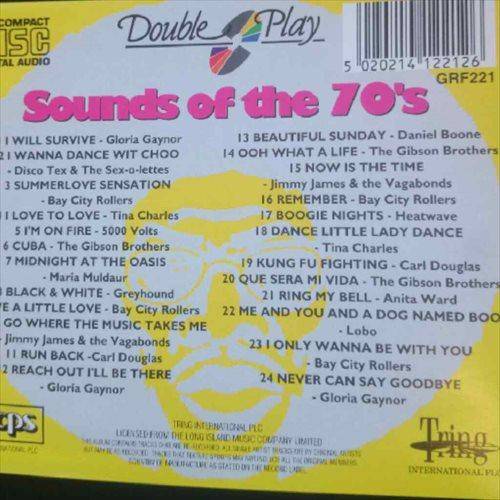 COMPACT
DISC
TAL AUDIO
Double Play
5 020214 122126
GRF221
Sounds of the 70's
1 I WILL SURVIVE - Gloria Gaynor
2 I WANNA DANCE WIT CHOO
- Disco Tex & The Sex-o-lettes
3 SUMMERLOVE SENSATION
- Bay City Rollers
I LOVE TO LOVE - Tina Charles
5 I'M ON FIRE - 5000 Volts
6 CUBA - The Gibson Brothers
7 MIDNIGHT AT THE OASIS
- Maria Muldaur
BLACK & WHITE - Greyhound
VE A LITTLE LOVE - Bay City Rollers
GO WHERE THE MUSIC TAKES ME
- Jimmy James & the Vagabonds
11 RUN BACK -Carl Douglas
2 REACH OUT I'LL BE THERE
- Gloria Gaynor
13 BEAUTIFUL SUNDAY - Daniel Boone
14 OOH WHAT A LIFE - The Gibson Brothers
15 NOW IS THE TIME
- Jimmy James & the Vagabonds
16 REMEMBER - Bay City Rollers
17 BOOGIE NIGHTS - Heatwave
18 DANCE LITTLE LADY DANCE
- Tina Charles
19 KUNG FU FIGHTING - Carl Douglas
20 QUE SERA MI VIDA - The Gibson Brothers
21 RING MY BELL - Anita Ward
22 ME AND YOU AND A DOG NAMED BOO
- Lobo
23 I ONLY WANNA BE WITH YOU
- Bay City Rollers
24 NEVER CAN SAY GOODBYE
- Gloria Gaynor
cps
TRING INTERNATIONAL PLC
LICENSED FROM THE LONG ISLAND MUSIC COMPANY LIMITED
Tring
INTERNATIONAL PLC